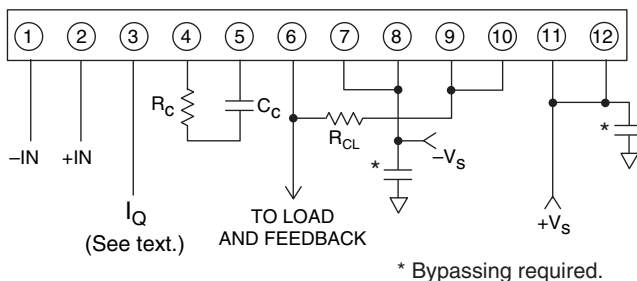 1 2 3 4 5 6 7 8 9 10 11 12
R_C C_C
R_CL
–IN +IN
* –V_S
I_Q
(See text.)
TO LOAD
AND FEEDBACK
*
+V_S
* Bypassing required.